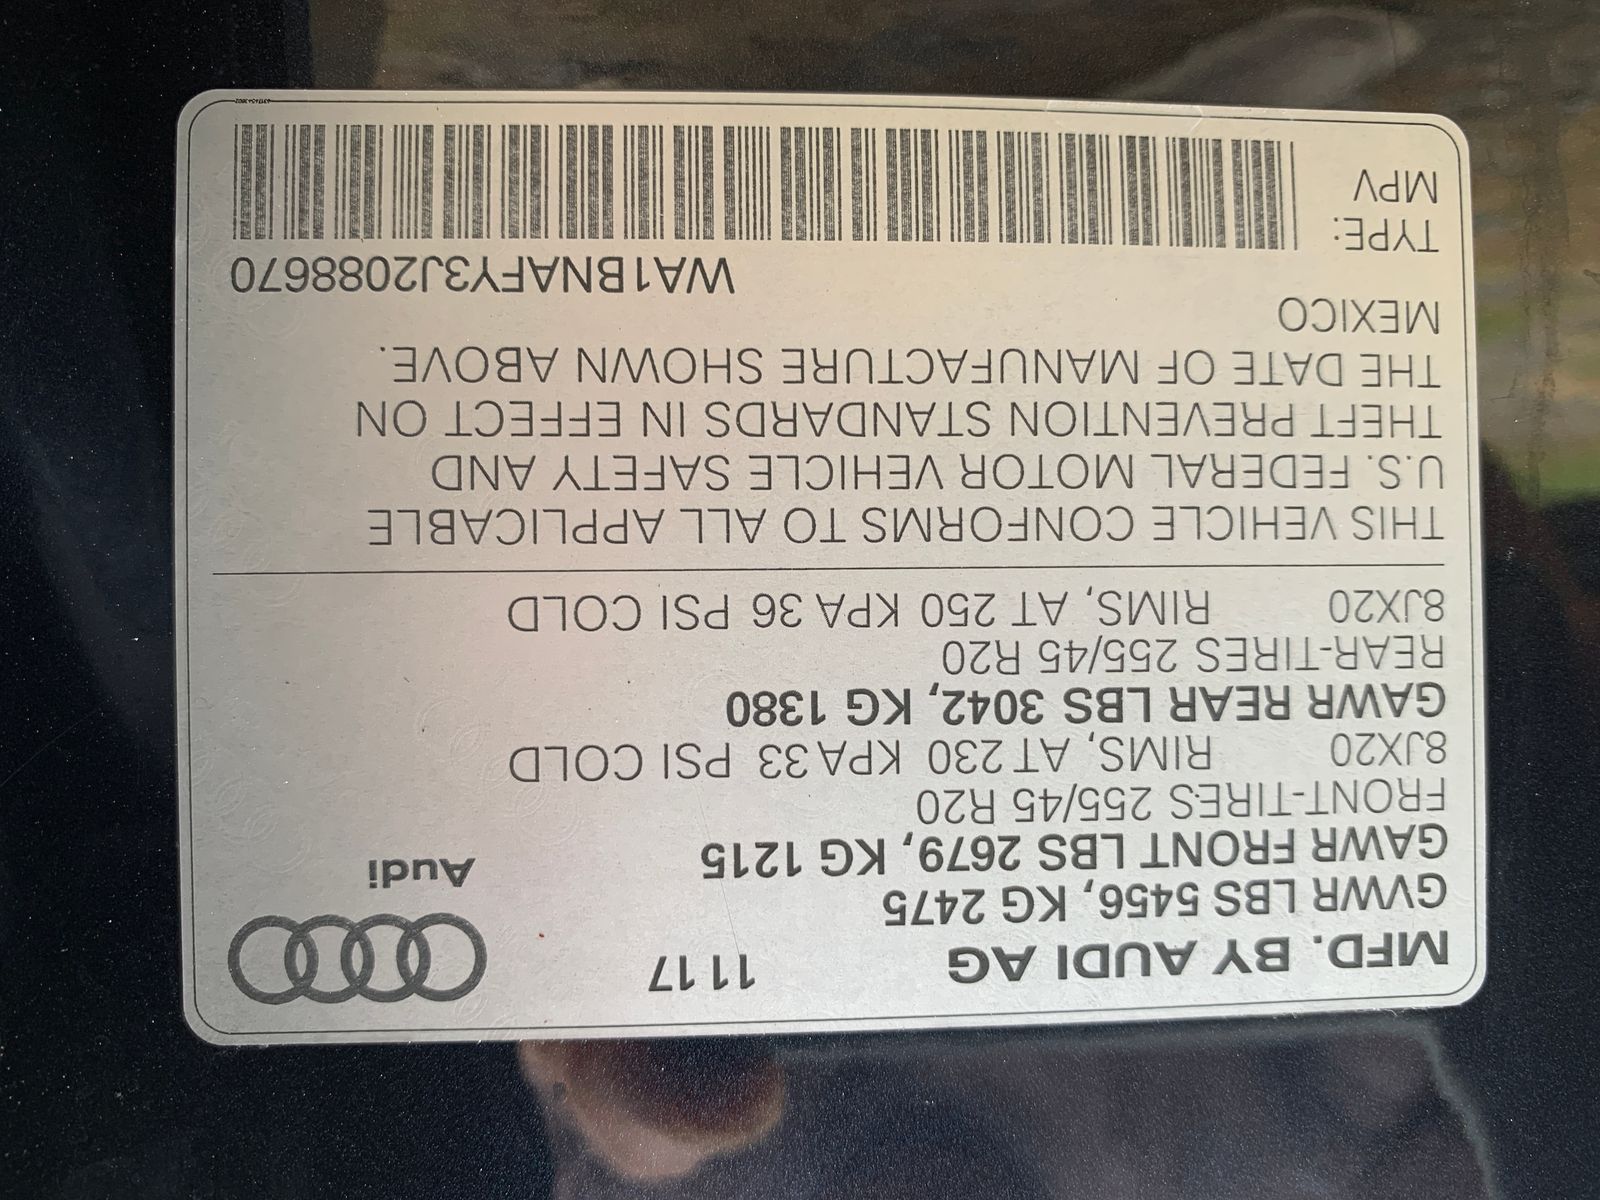 MFD. BY AUDI AG 11 17
GVWR LBS 5456, KG 2475
GAWR FRONT LBS 2679, KG 1215
Audi
FRONT-TIRES 255/45 R20
8JX20 RIMS, AT 230 KPA 33 PSI COLD
GAWR REAR LBS 3042, KG 1380
REAR-TIRES 255/45 R20
8JX20 RIMS, AT 250 KPA 36 PSI COLD
THIS VEHICLE CONFORMS TO ALL APPLICABLE
U.S. FEDERAL MOTOR VEHICLE SAFETY AND
THEFT PREVENTION STANDARDS IN EFFECT ON
THE DATE OF MANUFACTURE SHOWN ABOVE.
MEXICO
WA1BNAFY3J2088670
TYPE:
MPV